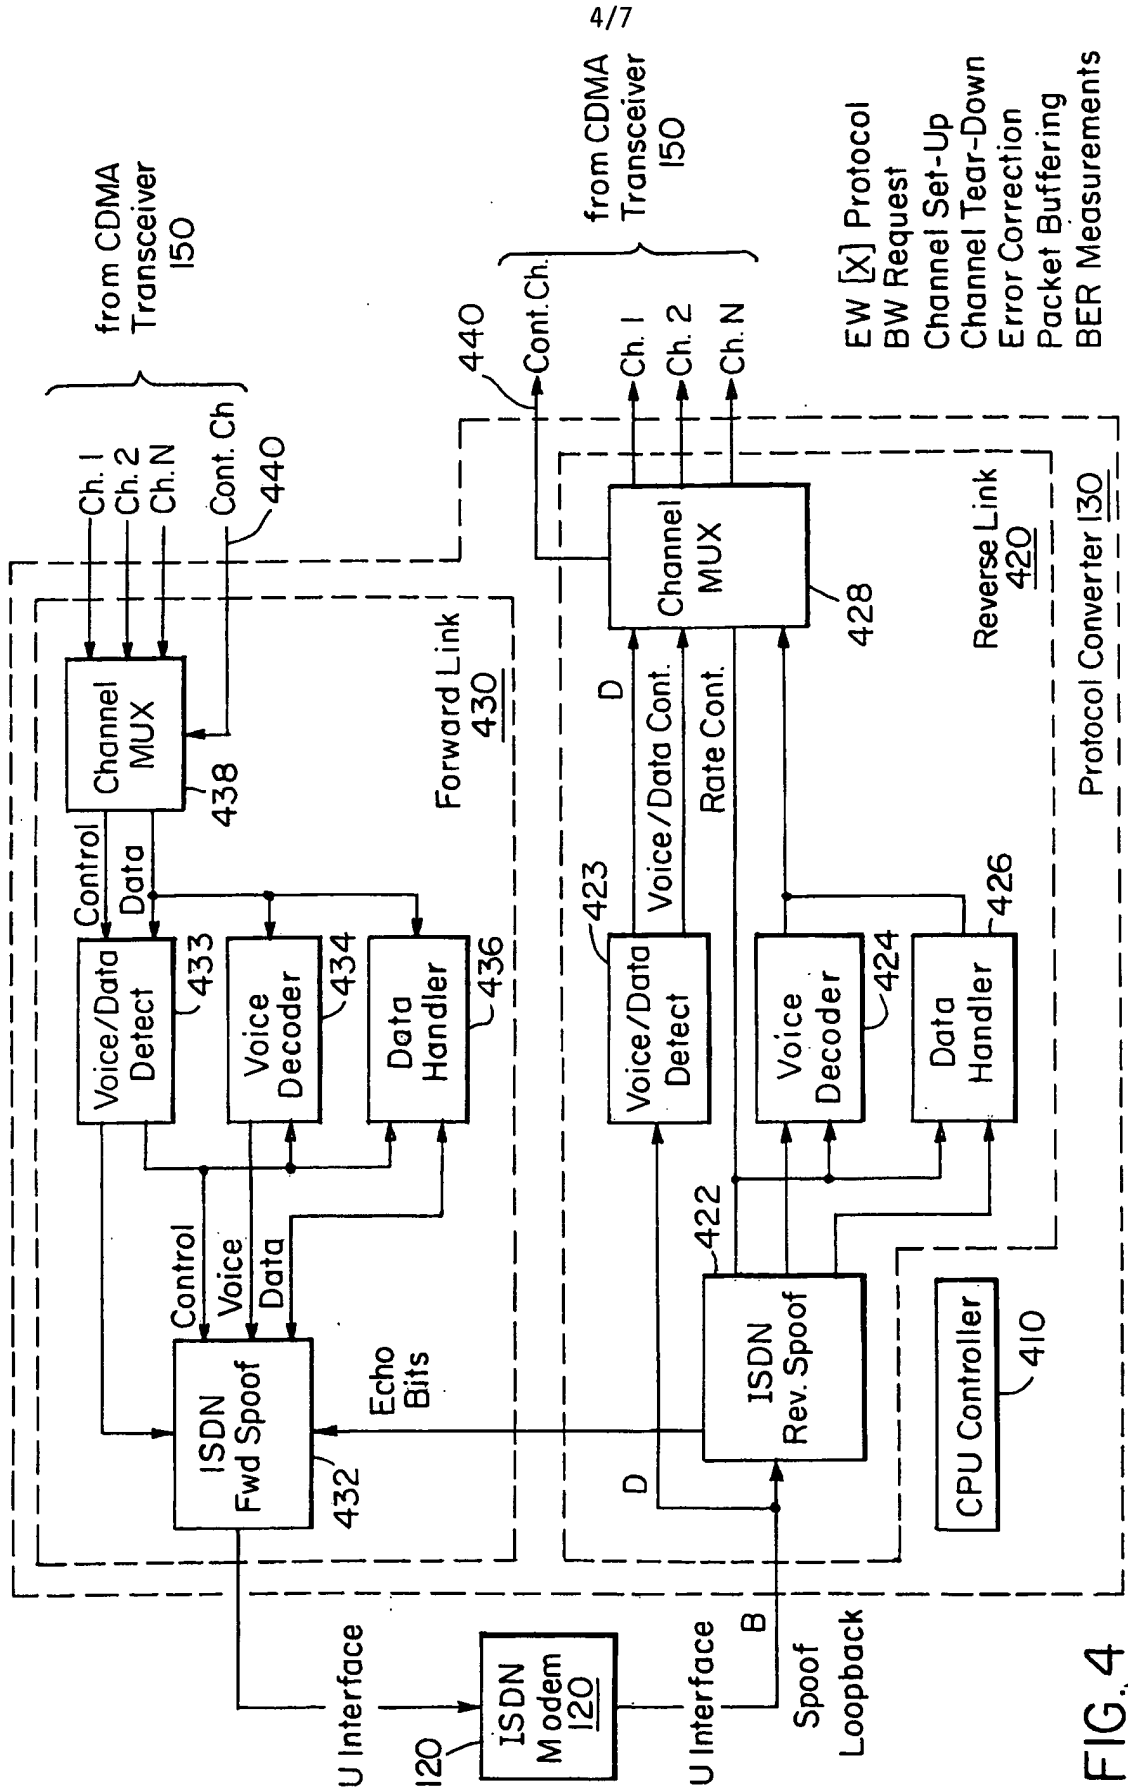 4/7
from CDMA
Transceiver
150
Ch. 1
Ch. 2
Ch. N
Cont. Ch
440
Channel
MUX
438
Control
Data
Voice/Data
Detect
433
Voice
Decoder
434
Data
Handler
436
Forward Link
430
Control
Voice
Data
ISDN
Fwd Spoof
432
Echo
Bits
U Interface
120
ISDN
Modem
120
U Interface
B
Spoof
Loopback
D
ISDN
Rev. Spoof
422
Voice/Data
Detect
423
Voice
Decoder
424
Data
Handler
426
D
Voice/Data Cont.
Rate Cont.
Channel
MUX
428
Reverse Link
420
440
Cont. Ch.
Ch. 1
Ch. 2
Ch. N
from CDMA
Transceiver
150
CPU Controller
410
Protocol Converter 130
EW [X] Protocol
BW Request
Channel Set-Up
Channel Tear-Down
Error Correction
Packet Buffering
BER Measurements
FIG. 4